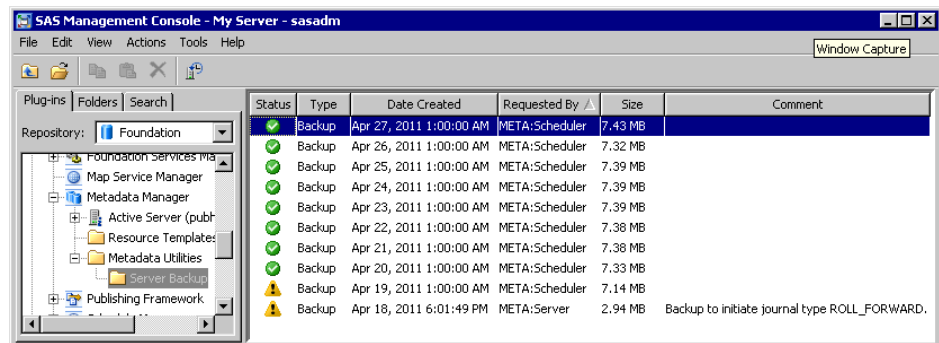 SAS Management Console - My Server - sasadm
File Edit View Actions Tools Help
Window Capture
Plug-ins Folders Search
Repository: Foundation
Foundation Services Ma
Map Service Manager
Metadata Manager
Active Server (pubh
Resource Templates
Metadata Utilities
Server Backup
Publishing Framework
Status Type Date Created Requested By Size Comment
Backup Apr 27, 2011 1:00:00 AM META:Scheduler 7.43 MB
Backup Apr 26, 2011 1:00:00 AM META:Scheduler 7.32 MB
Backup Apr 25, 2011 1:00:00 AM META:Scheduler 7.39 MB
Backup Apr 24, 2011 1:00:00 AM META:Scheduler 7.39 MB
Backup Apr 23, 2011 1:00:00 AM META:Scheduler 7.39 MB
Backup Apr 22, 2011 1:00:00 AM META:Scheduler 7.38 MB
Backup Apr 21, 2011 1:00:00 AM META:Scheduler 7.38 MB
Backup Apr 20, 2011 1:00:00 AM META:Scheduler 7.33 MB
Backup Apr 19, 2011 1:00:00 AM META:Scheduler 7.14 MB
Backup Apr 18, 2011 6:01:49 PM META:Server 2.94 MB Backup to initiate journal type ROLL_FORWARD.